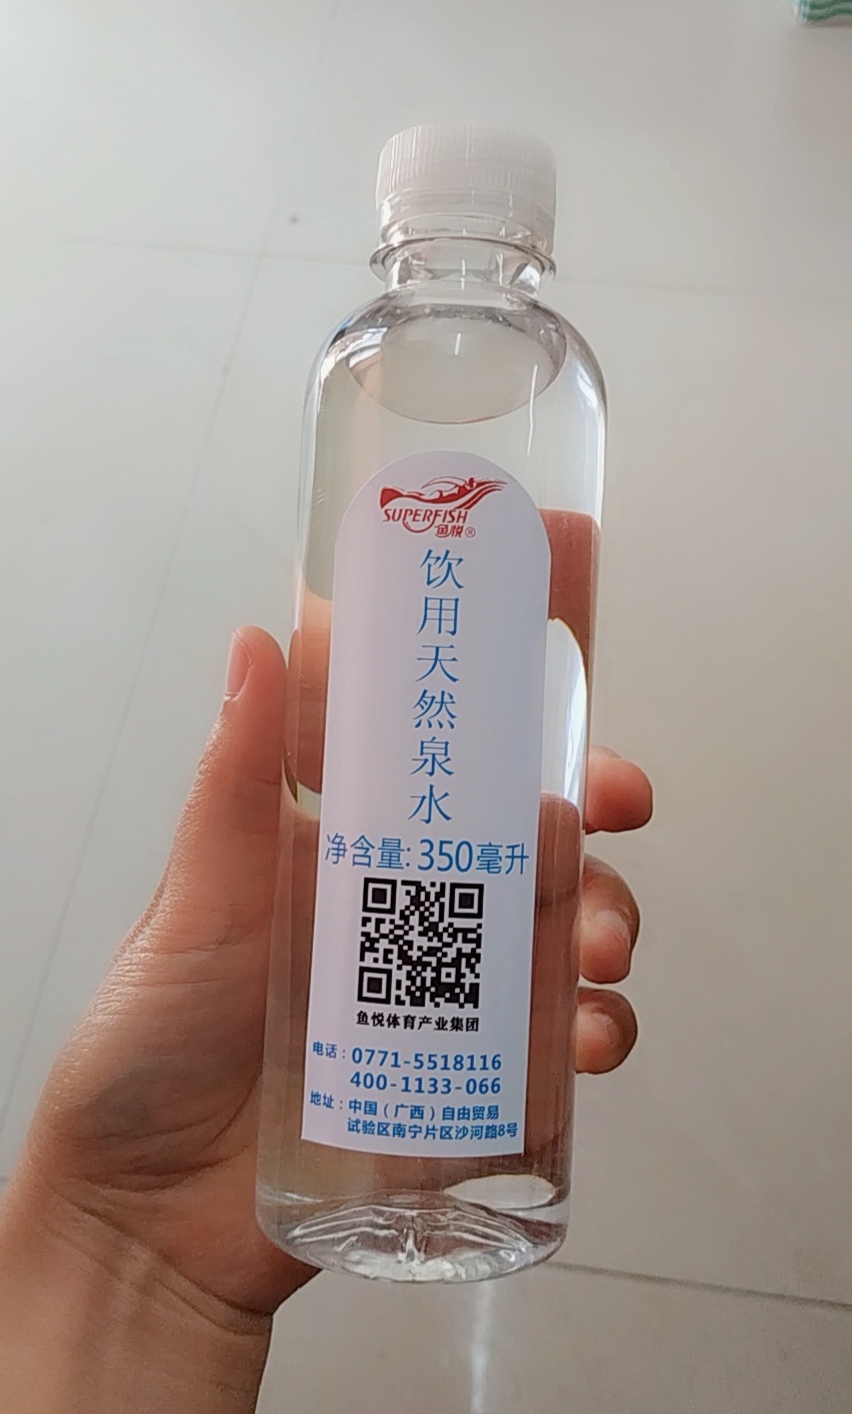 SUPERFISH
鱼悦®
饮用天然泉水
净含量:350毫升
鱼悦体育产业集团
电话：0771-5518116
400-1133-066
地址：中国（广西）自由贸易
试验区南宁片区沙河路8号